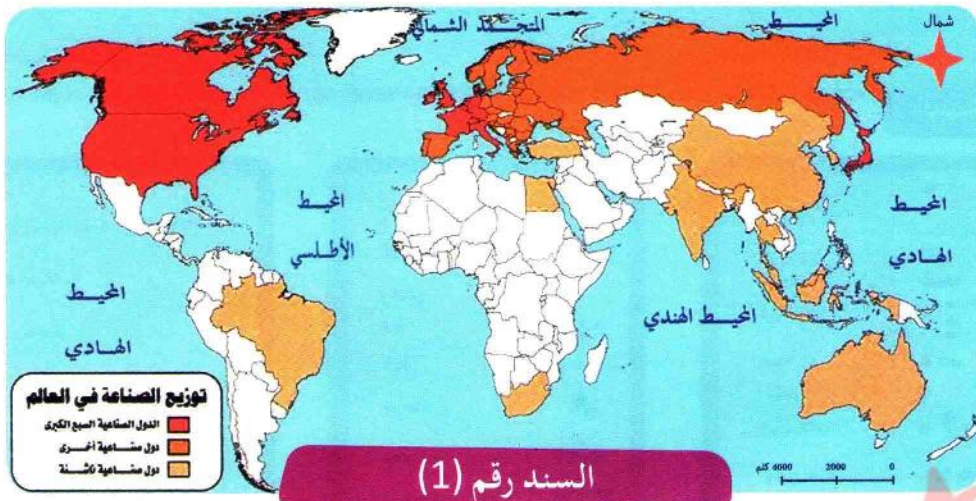 المحيط
المتجمد الشمالي
شمال
المحيط
الأطلسي
المحيط
الهادي
المحيط
الهادي
المحيط الهندي
توزيع الصناعة في العالم
الدول الصناعية السبع الكبرى
دول صناعية أخرى
دول صناعية ناشئة
4000 2000 0 كلم
السند رقم (1)